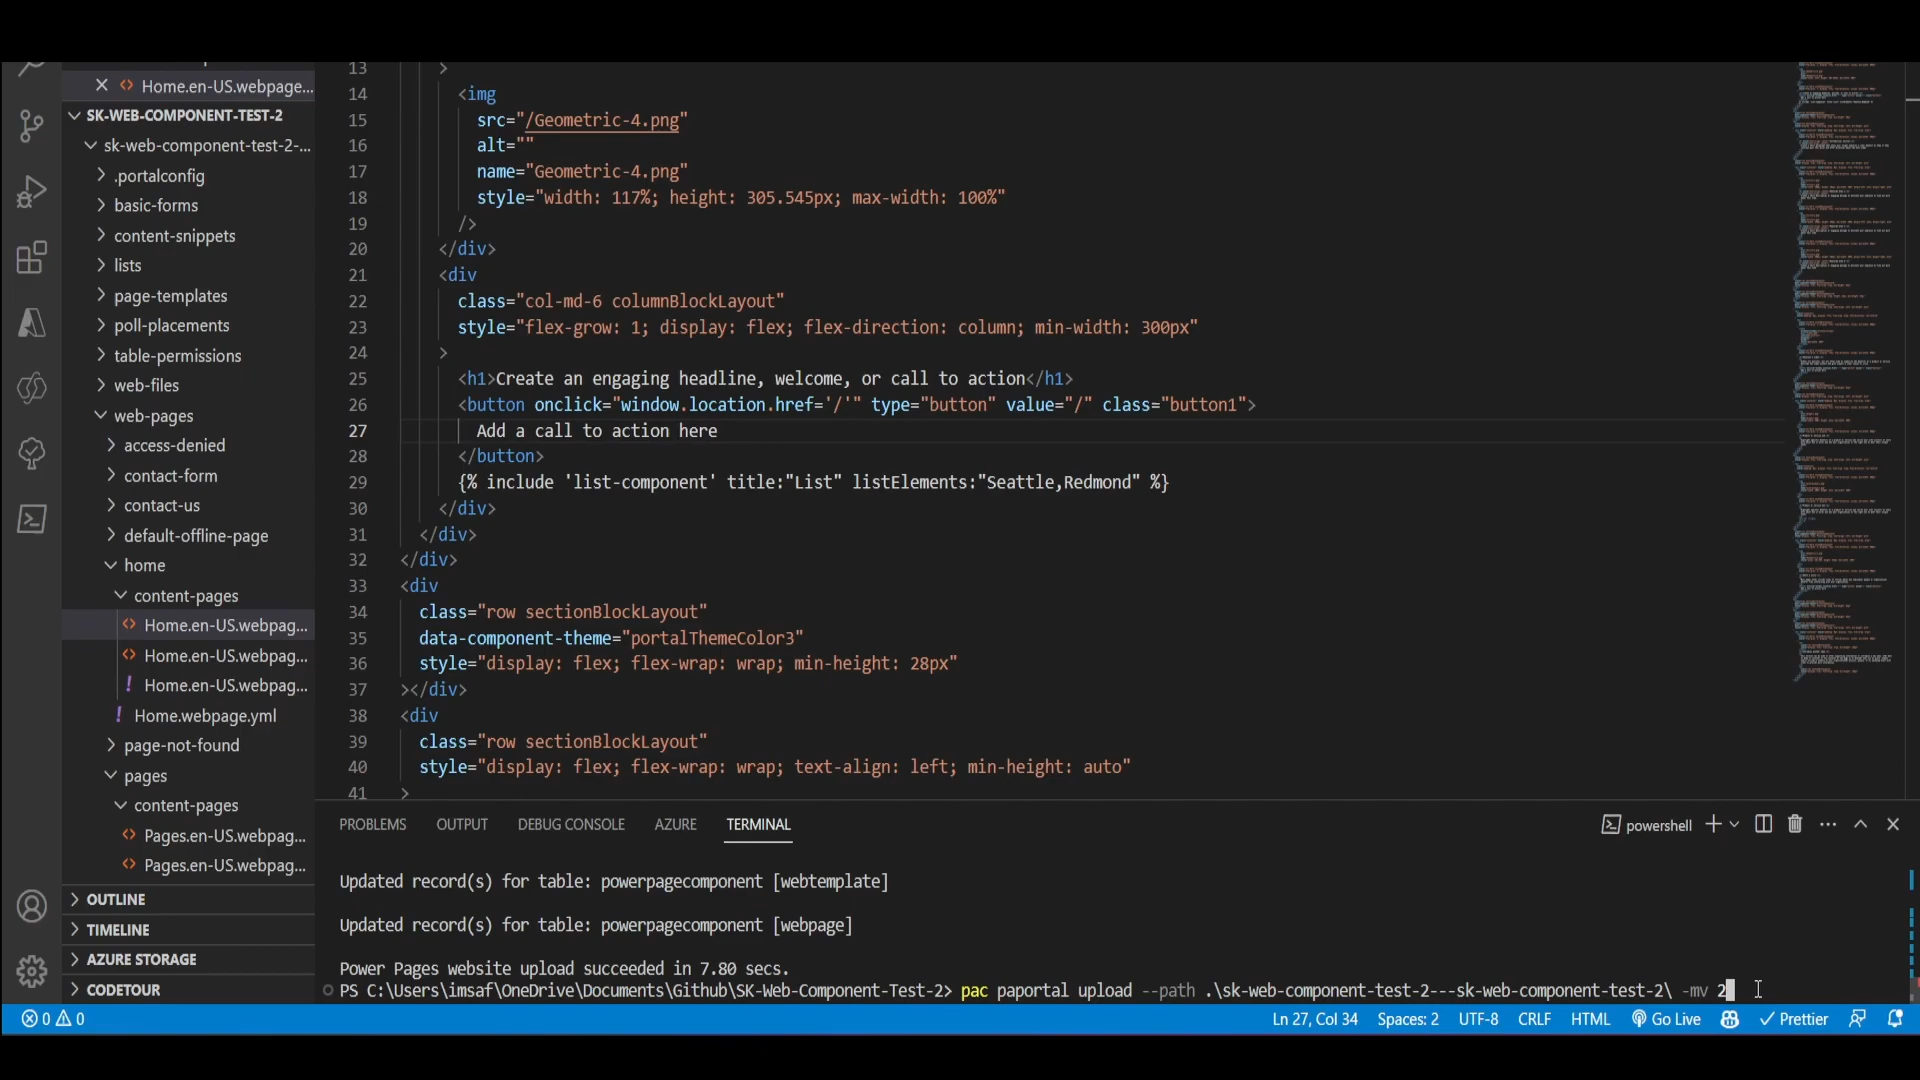 Home.en-US.webpage...
SK-WEB-COMPONENT-TEST-2
sk-web-component-test-2-...
.portalconfig
basic-forms
content-snippets
lists
page-templates
poll-placements
table-permissions
web-files
web-pages
access-denied
contact-form
contact-us
default-offline-page
home
content-pages
Home.en-US.webpag...
Home.en-US.webpag...
! Home.en-US.webpag...
! Home.webpage.yml
page-not-found
pages
content-pages
Pages.en-US.webpag...
Pages.en-US.webpag...
OUTLINE
TIMELINE
AZURE STORAGE
CODETOUR
13 >
14 <img
15 src="/Geometric-4.png"
16 alt=""
17 name="Geometric-4.png"
18 style="width: 117%; height: 305.545px; max-width: 100%"
19 />
20 </div>
21 <div
22 class="col-md-6 columnBlockLayout"
23 style="flex-grow: 1; display: flex; flex-direction: column; min-width: 300px"
24 >
25 <h1>Create an engaging headline, welcome, or call to action</h1>
26 <button onclick="window.location.href='/'" type="button" value="/" class="button1">
27 Add a call to action here
28 </button>
29 {% include 'list-component' title:"List" listElements:"Seattle,Redmond" %}
30 </div>
31 </div>
32 </div>
33 <div
34 class="row sectionBlockLayout"
35 data-component-theme="portalThemeColor3"
36 style="display: flex; flex-wrap: wrap; min-height: 28px"
37 ></div>
38 <div
39 class="row sectionBlockLayout"
40 style="display: flex; flex-wrap: wrap; text-align: left; min-height: auto"
41 >
PROBLEMS OUTPUT DEBUG CONSOLE AZURE TERMINAL
powershell
Updated record(s) for table: powerpagecomponent [webtemplate]
Updated record(s) for table: powerpagecomponent [webpage]
Power Pages website upload succeeded in 7.80 secs.
PS C:\Users\imsaf\OneDrive\Documents\Github\SK-Web-Component-Test-2> pac paportal upload --path .\sk-web-component-test-2---sk-web-component-test-2\ -mv 2
0 0
Ln 27, Col 34 Spaces: 2 UTF-8 CRLF HTML Go Live Prettier